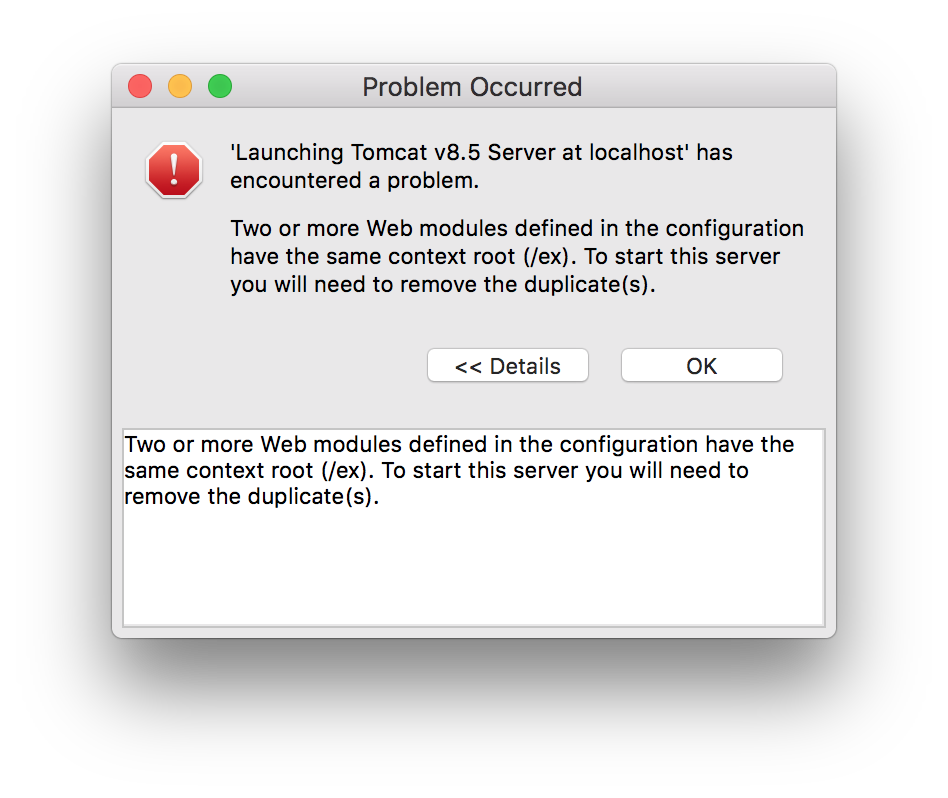 Problem Occurred
'Launching Tomcat v8.5 Server at localhost' has
encountered a problem.
Two or more Web modules defined in the configuration
have the same context root (/ex). To start this server
you will need to remove the duplicate(s).
<< Details
OK
Two or more Web modules defined in the configuration have the
same context root (/ex). To start this server you will need to
remove the duplicate(s).